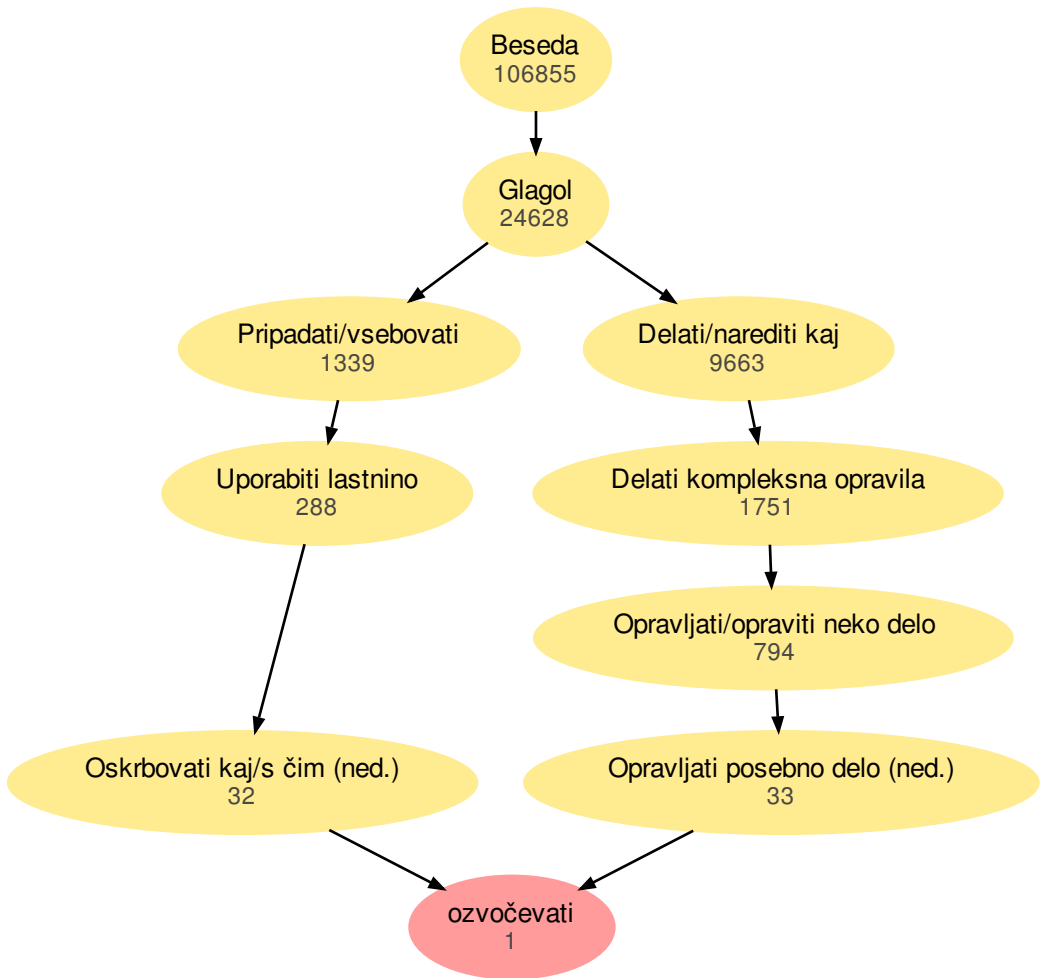 Beseda
106855
Glagol
24628
Pripadati/vsebovati
1339
Delati/narediti kaj
9663
Uporabiti lastnino
288
Delati kompleksna opravila
1751
Opravljati/opraviti neko delo
794
Oskrbovati kaj/s čim (ned.)
32
Opravljati posebno delo (ned.)
33
ozvočevati
1